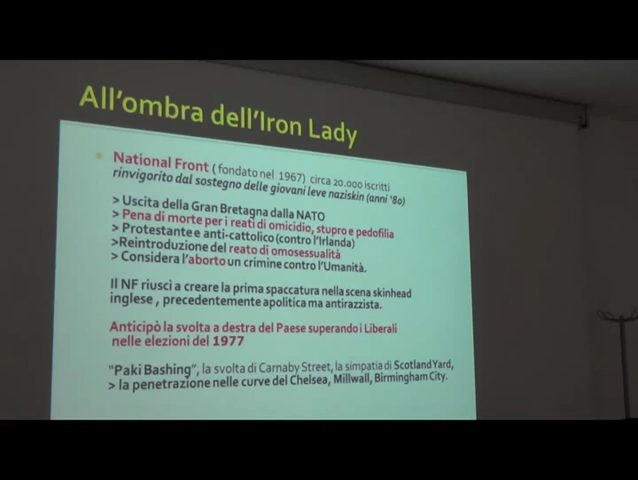 All'ombra dell'Iron Lady
National Front ( fondato nel 1967) circa 20.000 iscritti
rinvigorito dal sostegno delle giovani leve naziskin (anni '80)
> Uscita della Gran Bretagna dalla NATO
> Pena di morte per i reati di omicidio, stupro e pedofilia
> Protestante e anti-cattolico (contro l'Irlanda)
>Reintroduzione del reato di omosessualità
> Considera l'aborto un crimine contro l'Umanità.
Il NF riusci a creare la prima spaccatura nella scena skinhead
inglese , precedentemente apolitica ma antirazzista.
Anticipò la svolta a destra del Paese superando i Liberali
nelle elezioni del 1977
"Paki Bashing", la svolta di Carnaby Street, la simpatia di Scotland Yard,
> la penetrazione nelle curve del Chelsea, Millwall, Birmingham City.